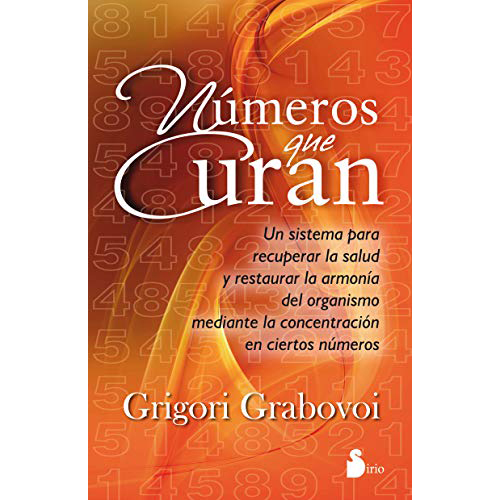 Números
que
Curan
Un sistema para
recuperar la salud
y restaurar la armonía
del organismo
mediante la concentración
en ciertos números
Grigori Grabovoi
Sirio